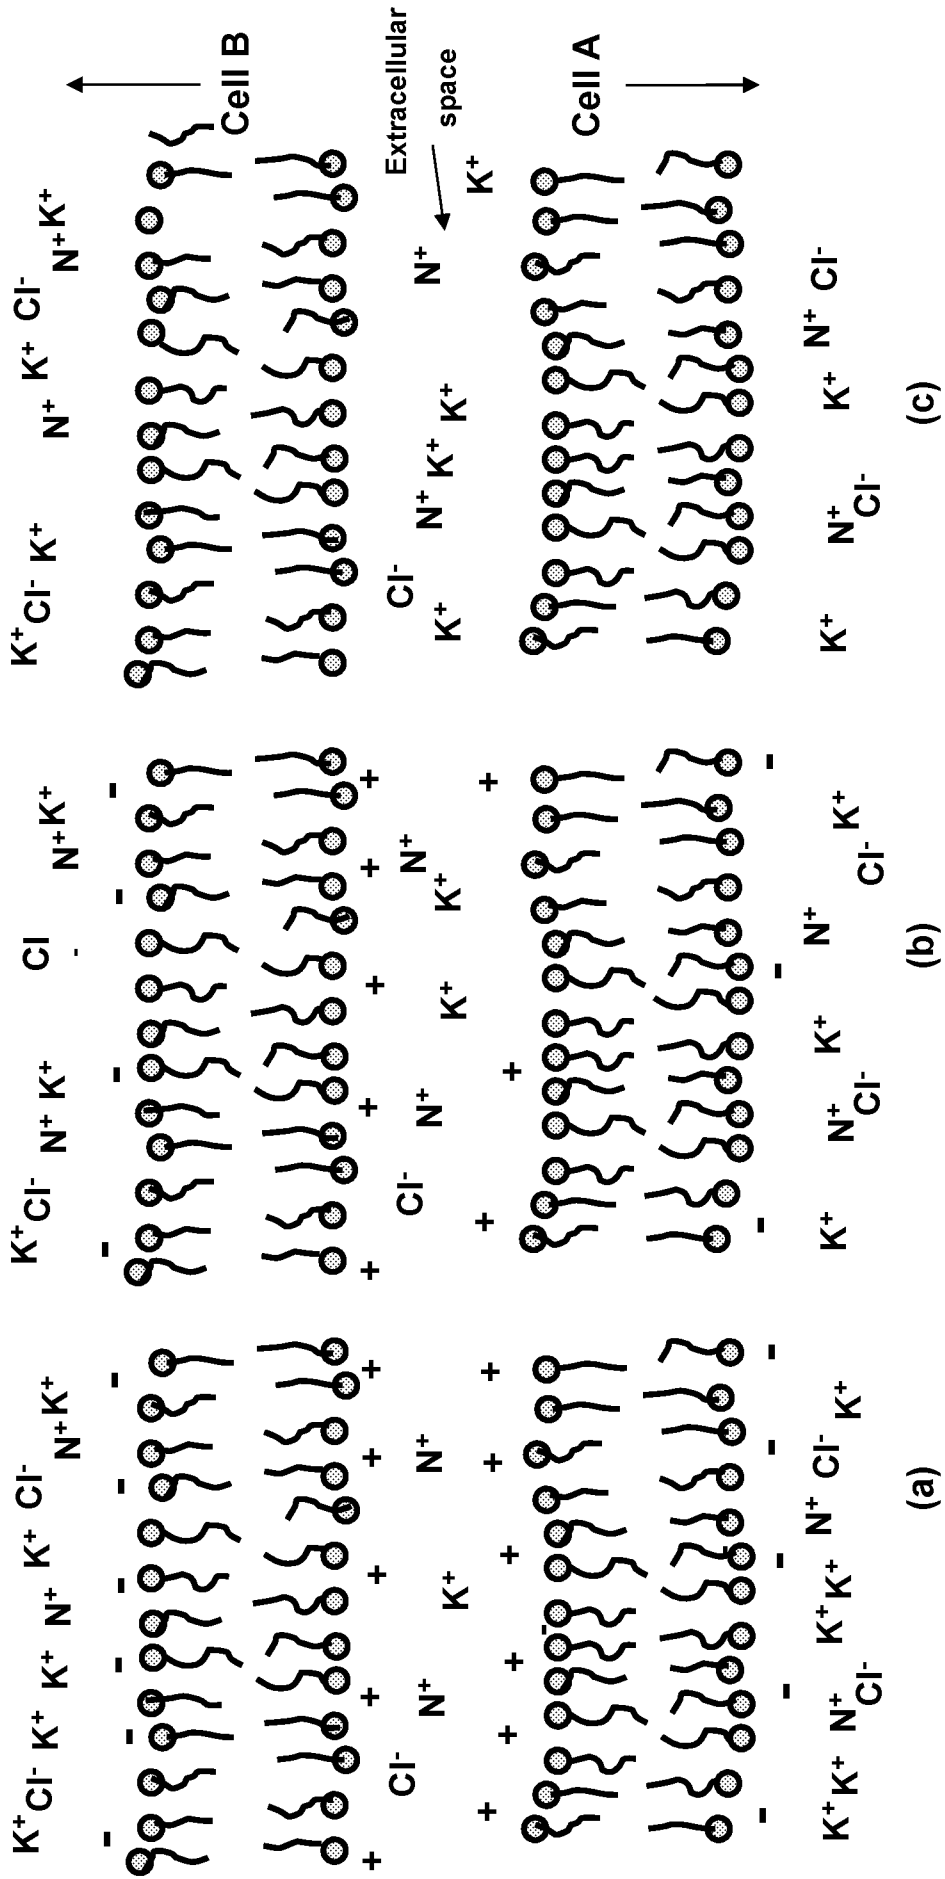 K⁺Cl⁻ K⁺ K⁺ N⁺ K⁺ Cl⁻ N⁺K⁺
- - - - - -
+ + + + +
Cl⁻ N⁺ K⁺ N⁺
+ + + + + +
- - - - -
K⁺K⁺ N⁺Cl⁻ K⁺K⁺ N⁺ Cl⁻ K⁺
(a)
K⁺Cl⁻ N⁺ K⁺ Cl - N⁺K⁺
- - - -
+ + + + +
Cl⁻ N⁺ K⁺ K⁺ N⁺
+ + +
- - -
K⁺ N⁺Cl⁻ K⁺ N⁺ Cl⁻ K⁺
(b)
K⁺Cl⁻ K⁺ N⁺ K⁺ Cl⁻ N⁺K⁺
Cell B
Extracellular
space
K⁺ Cl⁻ N⁺ K⁺ K⁺ N⁺ K⁺
Cell A
K⁺ N⁺Cl⁻ K⁺ N⁺ Cl⁻
(c)